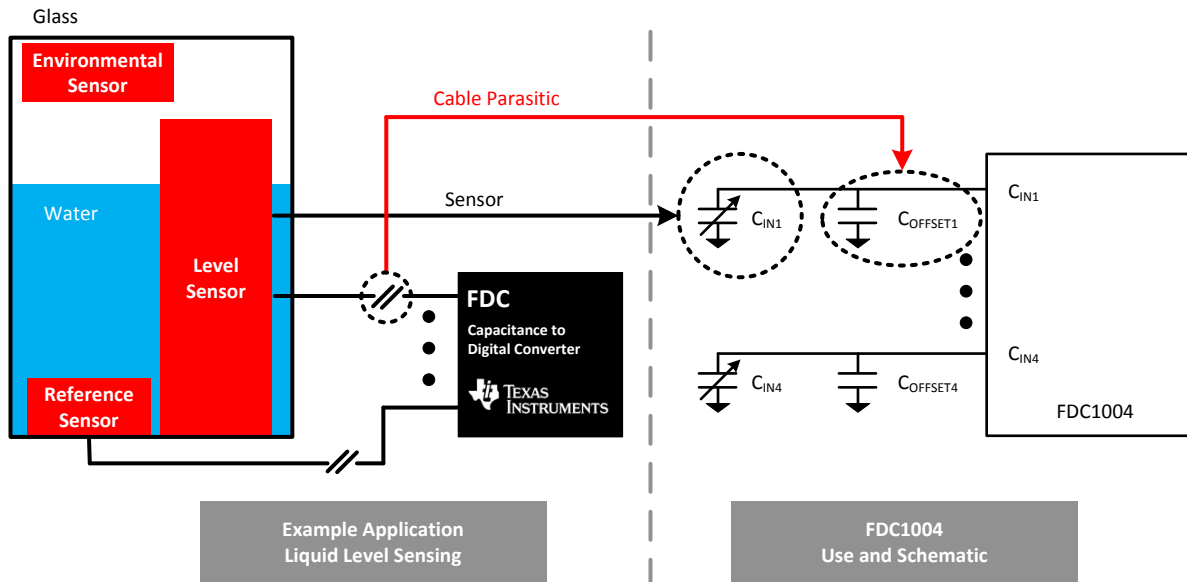 Glass
Environmental
Sensor
Cable Parasitic
Water
Sensor
Level
Sensor
FDC
Capacitance to
Digital Converter
TEXAS
INSTRUMENTS
Reference
Sensor
CIN1
COFFSET1
CIN1
CIN4
COFFSET4
CIN4
FDC1004
Example Application
Liquid Level Sensing
FDC1004
Use and Schematic